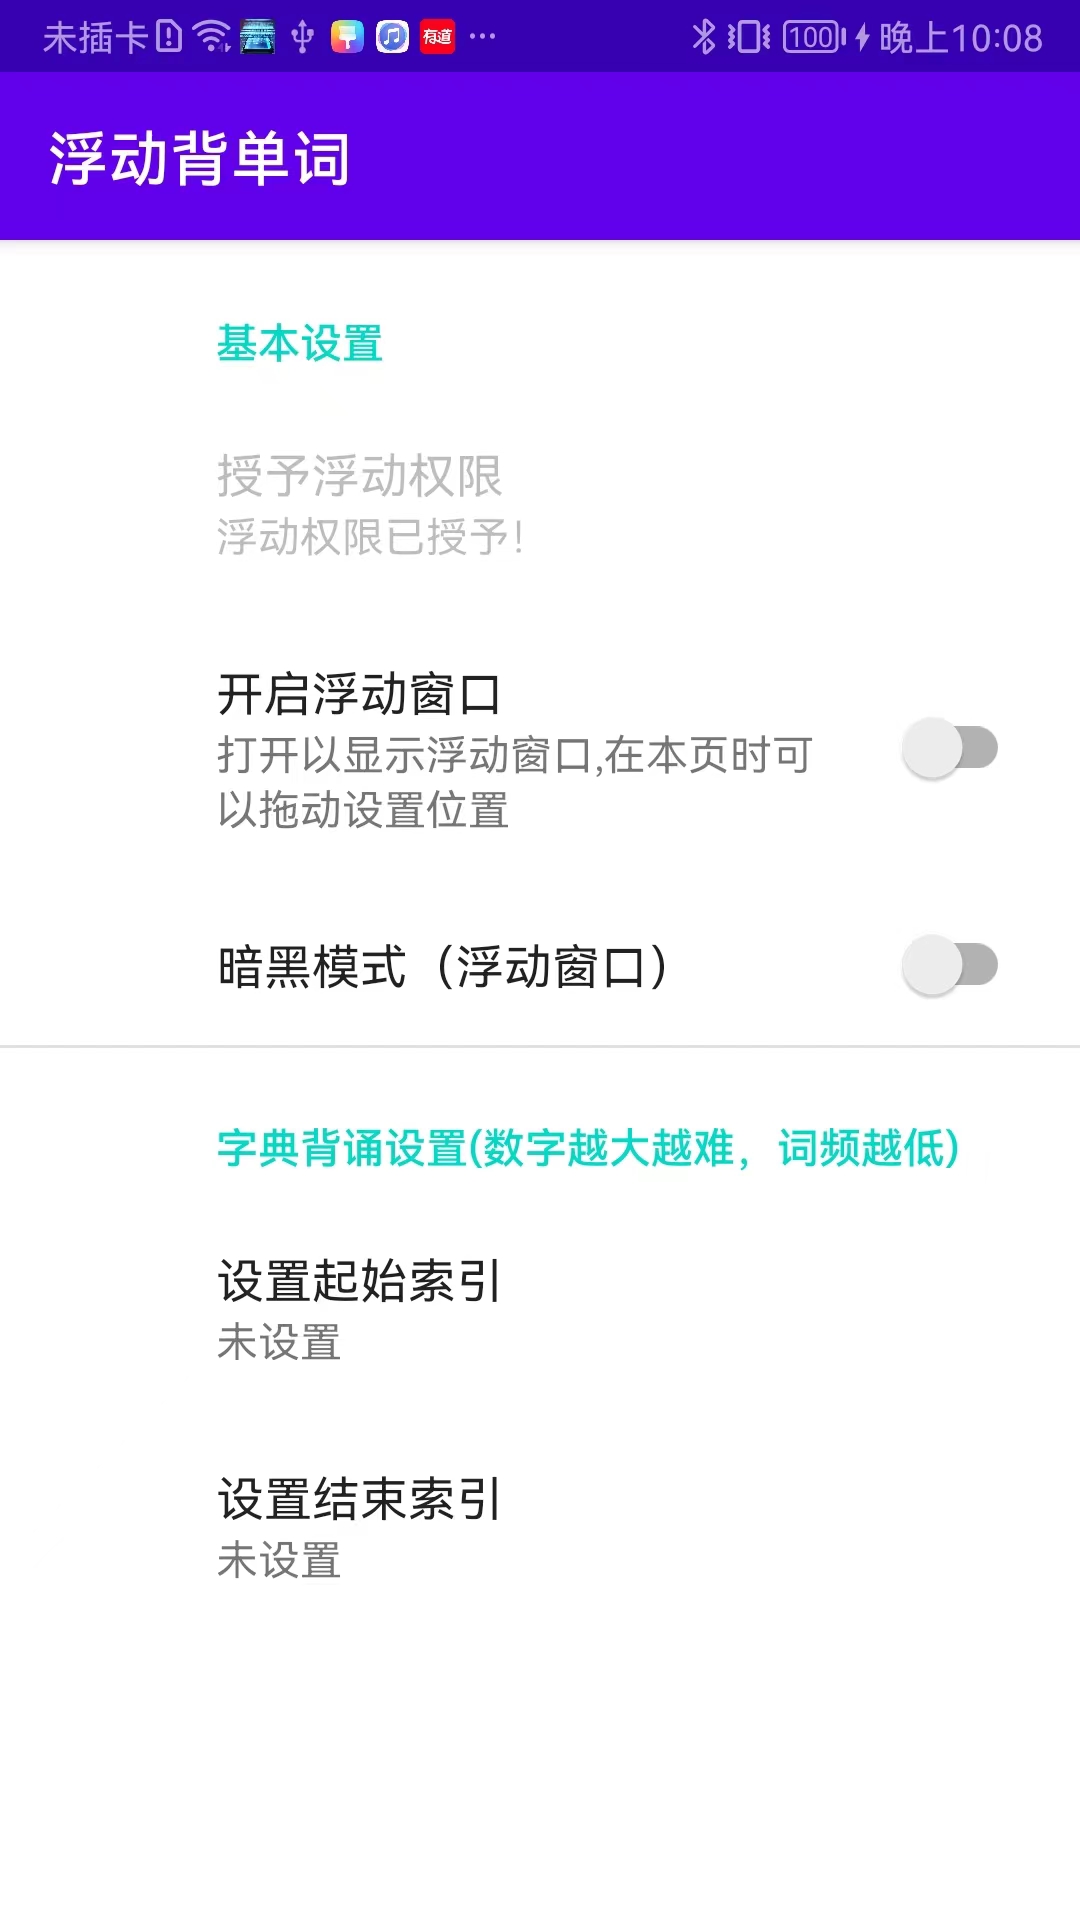 未插卡 有道 ··· 100 晚上10:08
浮动背单词
基本设置
授予浮动权限
浮动权限已授予!
开启浮动窗口
打开以显示浮动窗口,在本页时可
以拖动设置位置
暗黑模式（浮动窗口）
字典背诵设置(数字越大越难，词频越低)
设置起始索引
未设置
设置结束索引
未设置